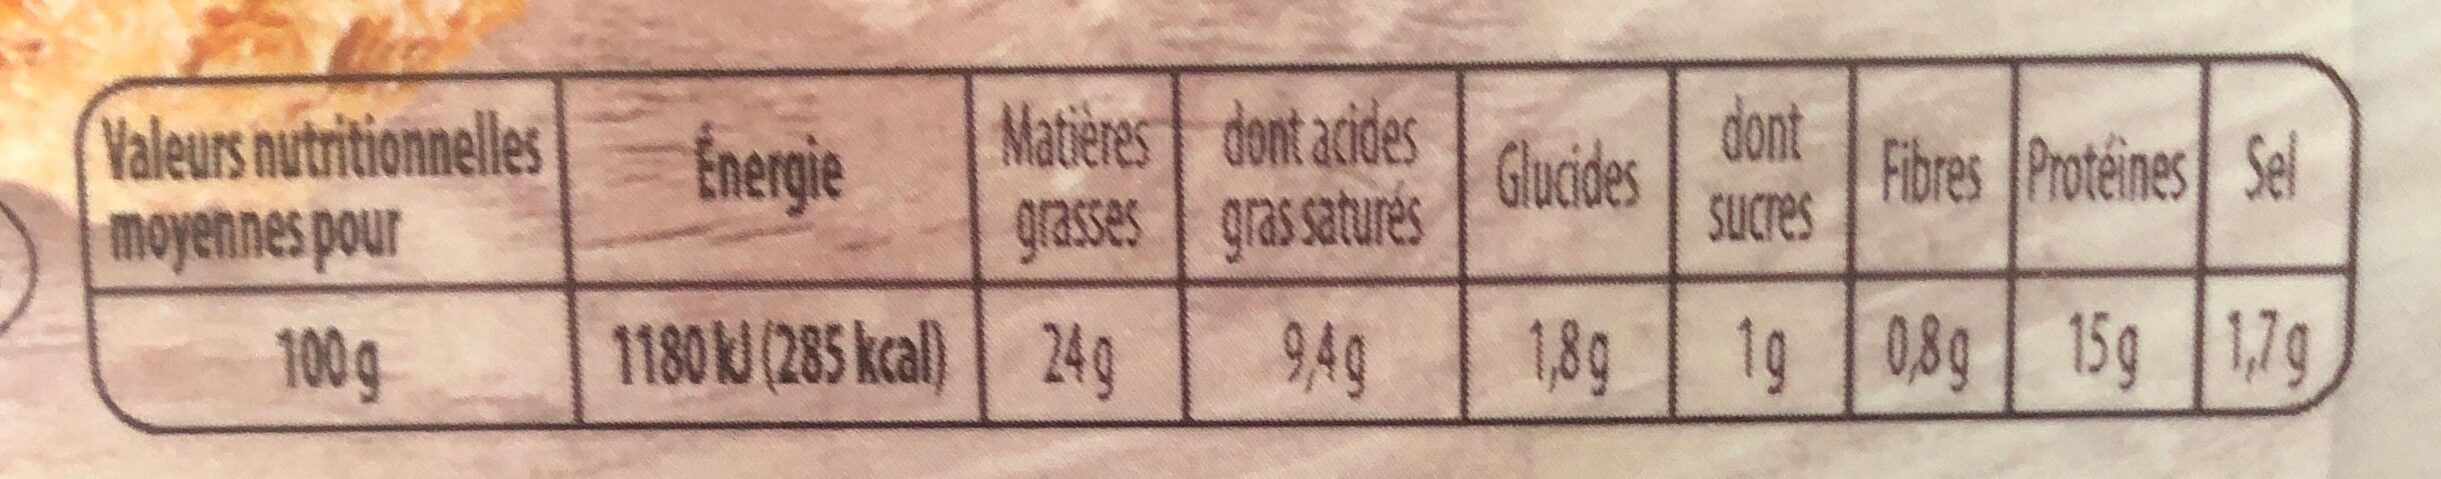 Valeurs nutritionnelles
moyennes pour
Énergie
Matières
grasses
dont acides
gras saturés
Glucides
dont
sucres
Fibres
Protéines
Sel
100 g
1180 kJ (285 kcal)
24 g
9,4 g
1,8 g
1 g
0,8 g
15 g
1,7 g